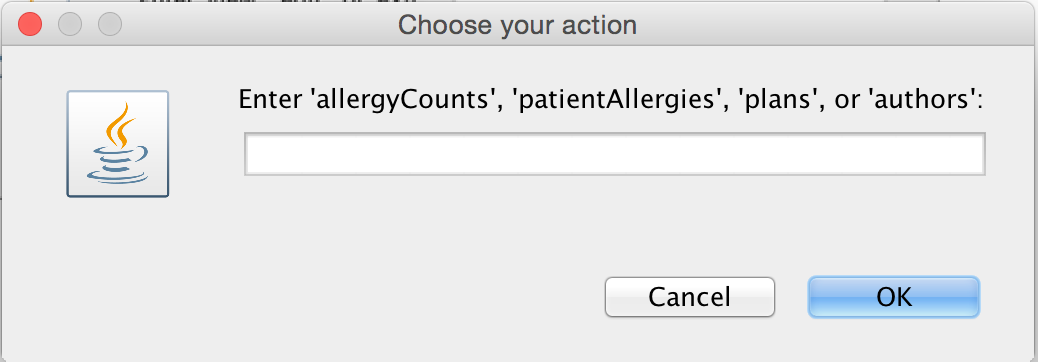 Choose your action
Enter 'allergyCounts', 'patientAllergies', 'plans', or 'authors':
Cancel
OK